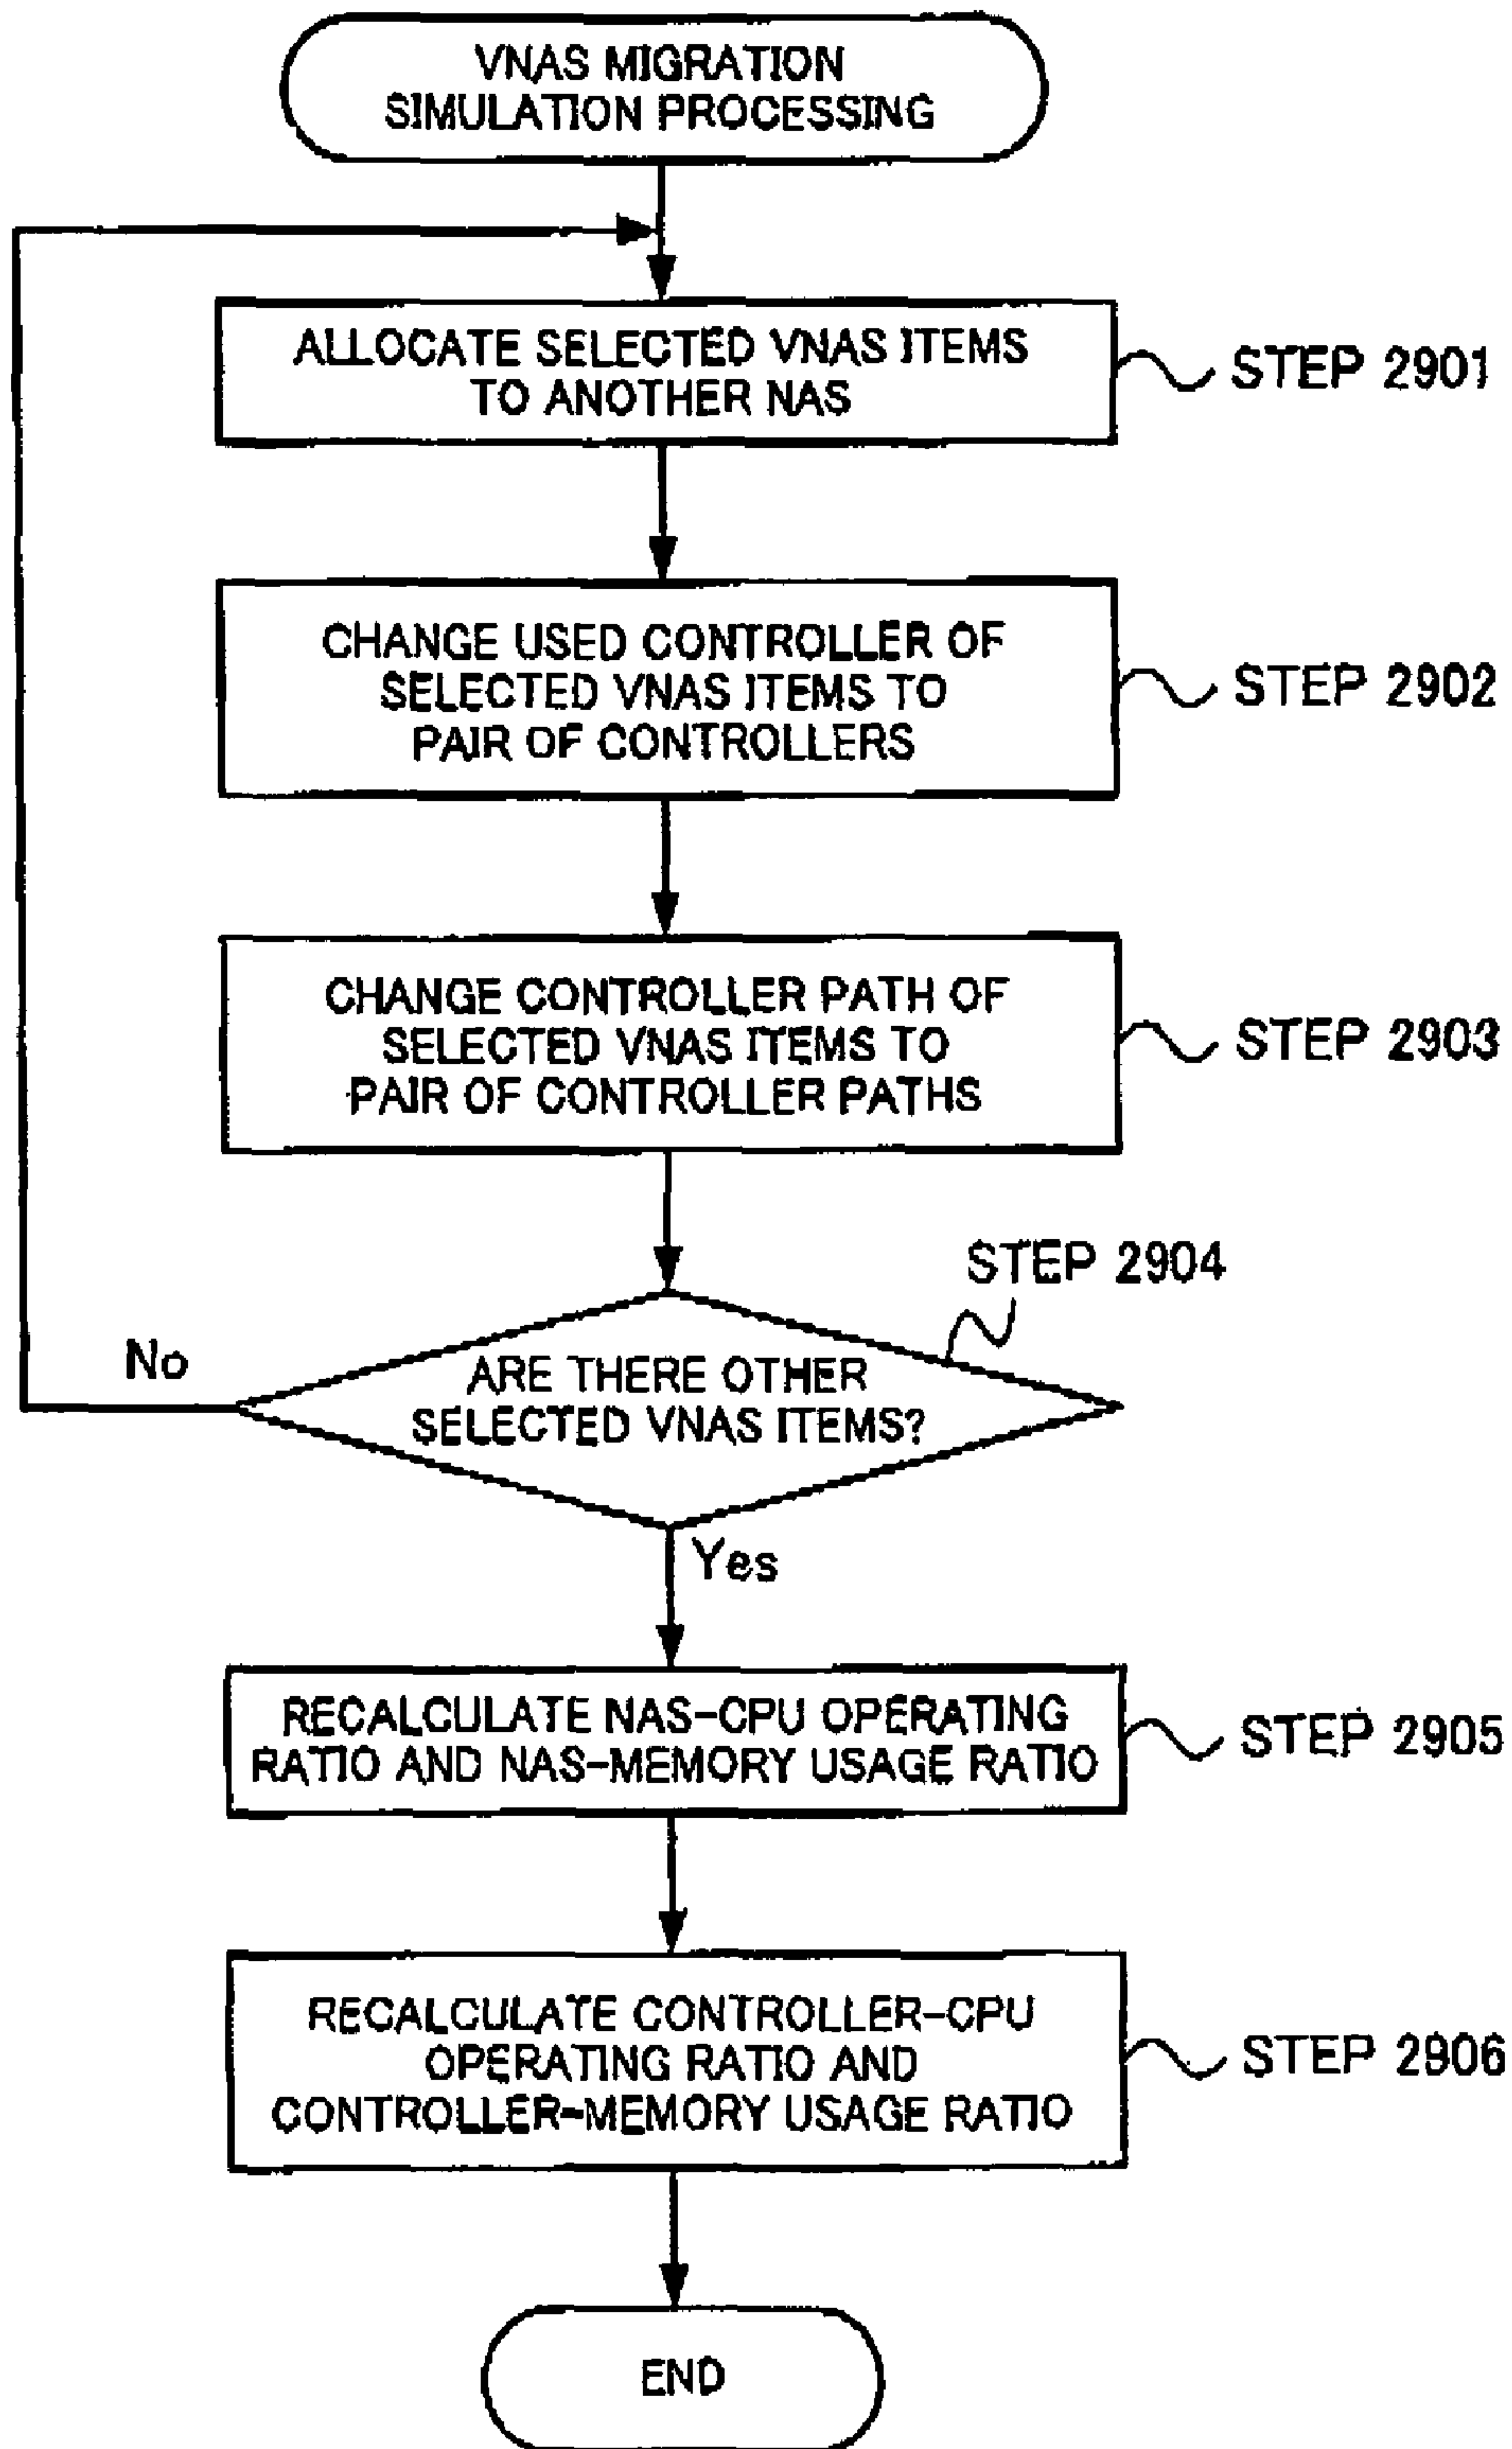 VNAS MIGRATION
SIMULATION PROCESSING
ALLOCATE SELECTED VNAS ITEMS
TO ANOTHER NAS
STEP 2901
CHANGE USED CONTROLLER OF
SELECTED VNAS ITEMS TO
PAIR OF CONTROLLERS
STEP 2902
CHANGE CONTROLLER PATH OF
SELECTED VNAS ITEMS TO
PAIR OF CONTROLLER PATHS
STEP 2903
STEP 2904
No
ARE THERE OTHER
SELECTED VNAS ITEMS?
Yes
RECALCULATE NAS-CPU OPERATING
RATIO AND NAS-MEMORY USAGE RATIO
STEP 2905
RECALCULATE CONTROLLER-CPU
OPERATING RATIO AND
CONTROLLER-MEMORY USAGE RATIO
STEP 2906
END